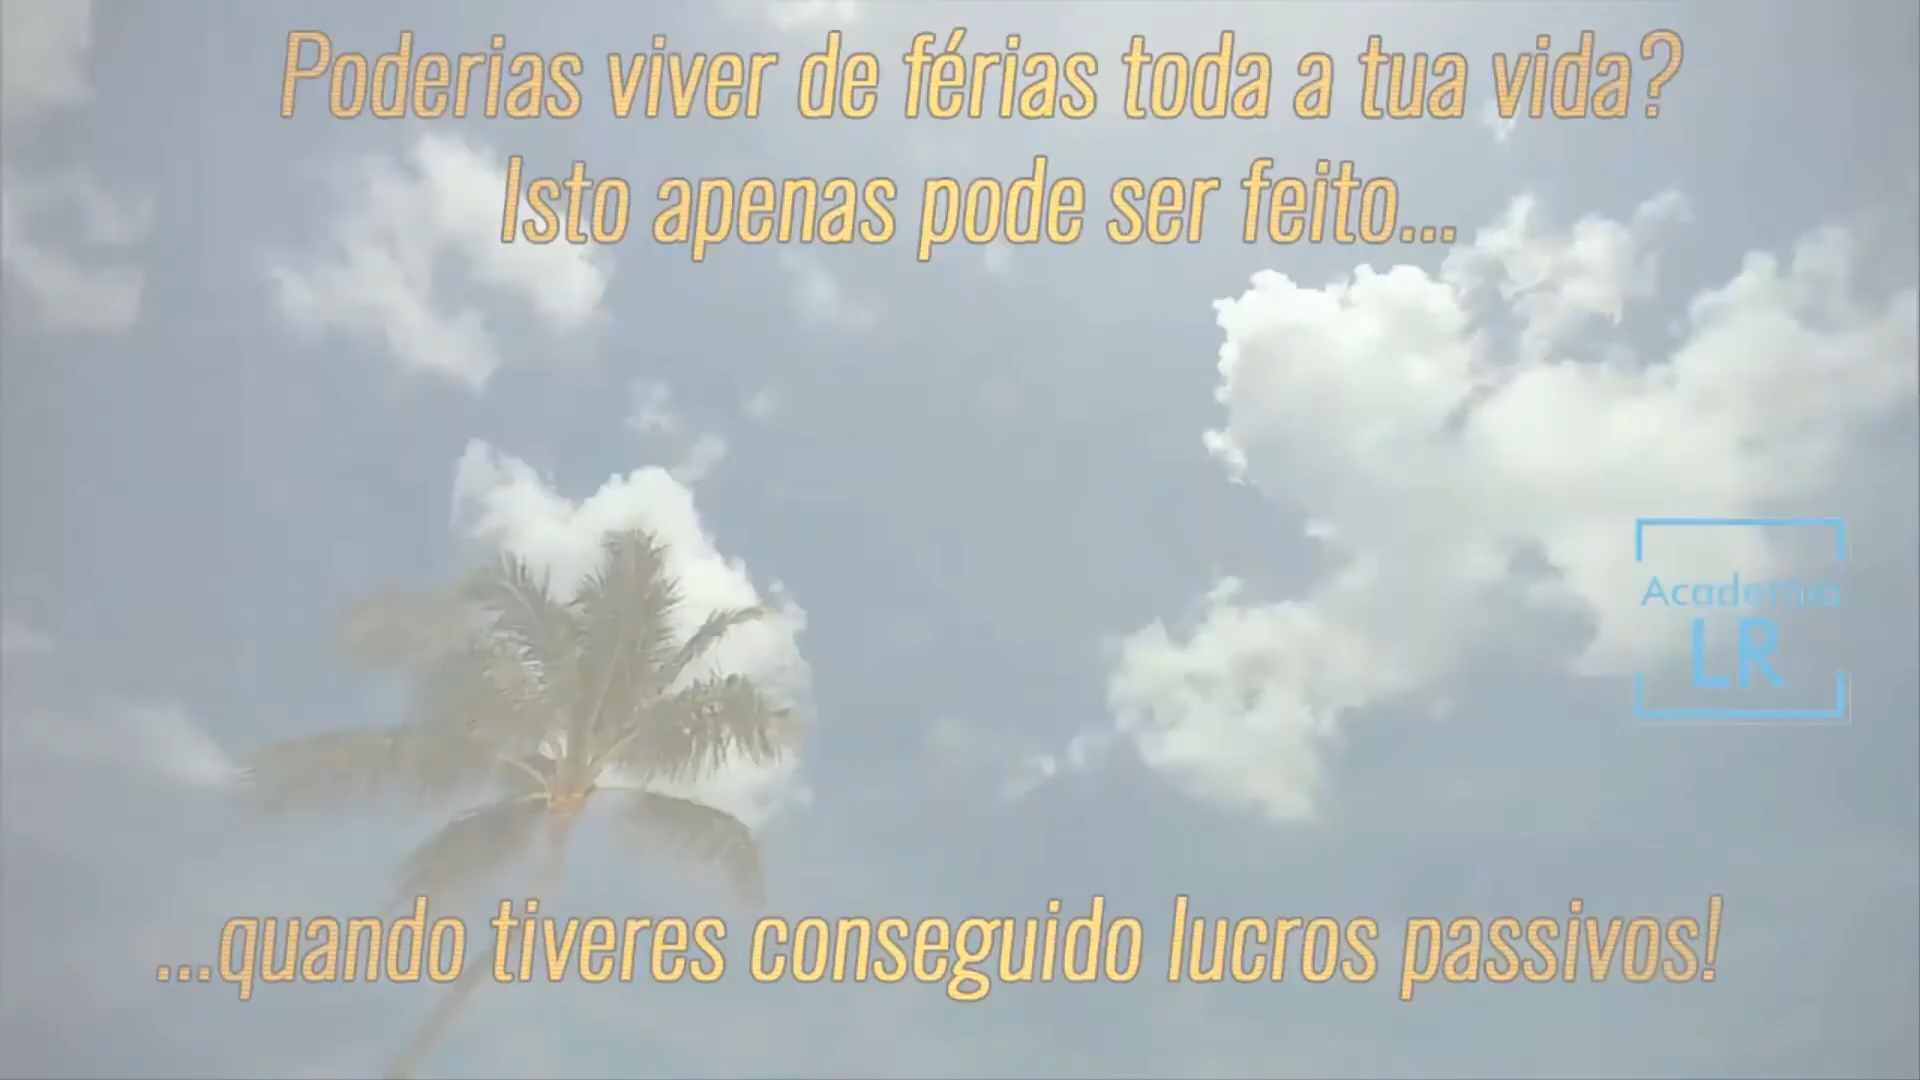 Poderias viver de férias toda a tua vida?
Isto apenas pode ser feito...
Academia
LR
...quando tiveres conseguido lucros passivos!